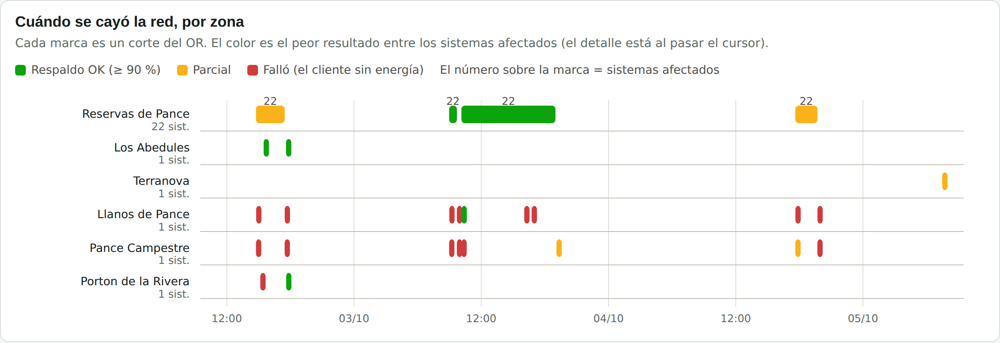 Cuándo se cayó la red, por zona
Cada marca es un corte del OR. El color es el peor resultado entre los sistemas afectados (el detalle está al pasar el cursor).
Respaldo OK (≥ 90 %) Parcial Falló (el cliente sin energía) El número sobre la marca = sistemas afectados
22 22 22 22
Reservas de Pance
22 sist.
Los Abedules
1 sist.
Terranova
1 sist.
Llanos de Pance
1 sist.
Pance Campestre
1 sist.
Porton de la Rivera
1 sist.
12:00 03/10 12:00 04/10 12:00 05/10